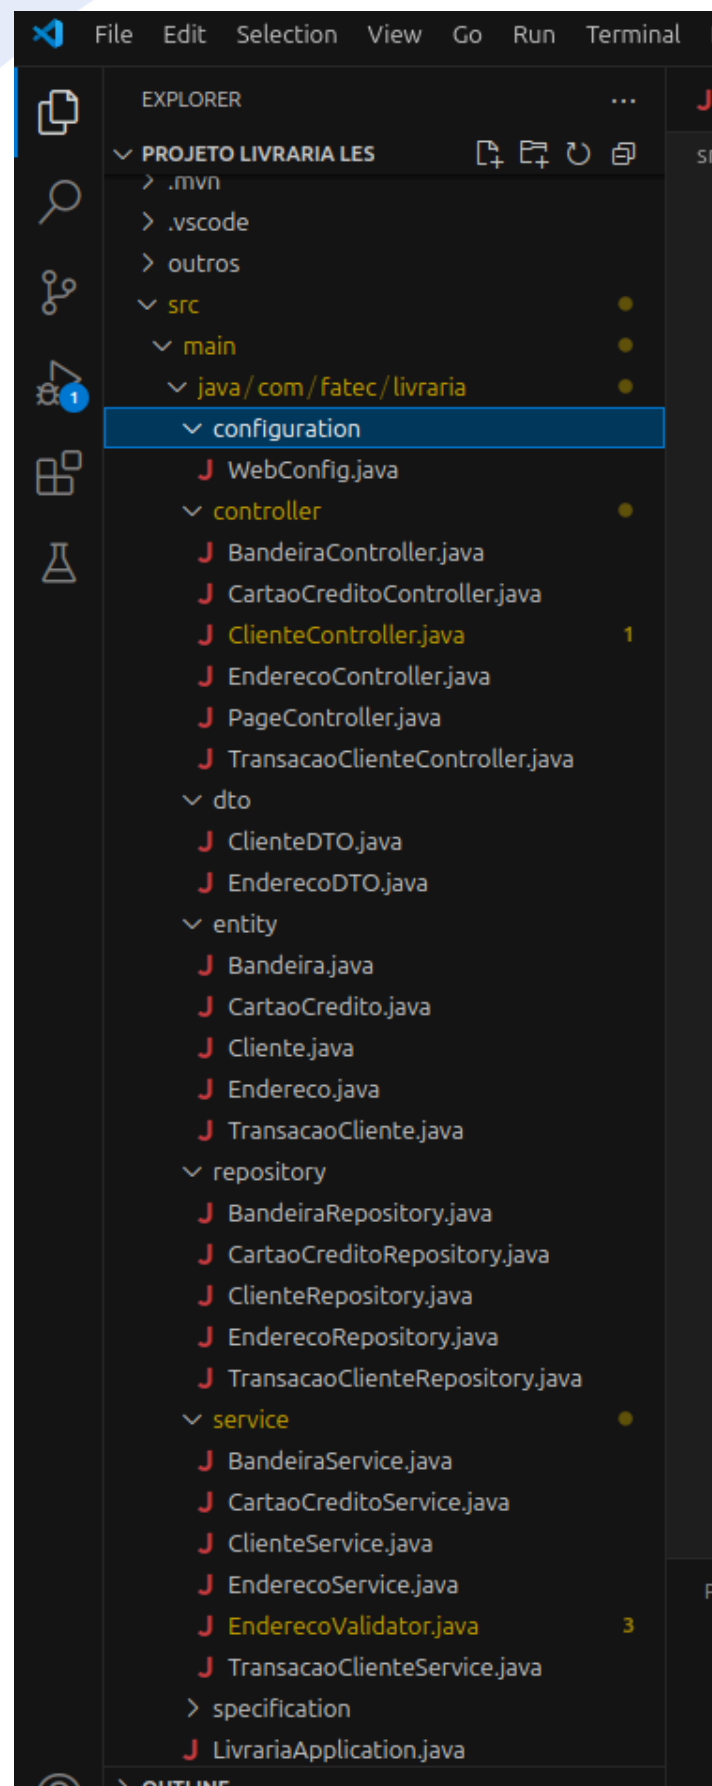 File Edit Selection View Go Run Terminal
EXPLORER ...
PROJETO LIVRARIA LES
.mvn
.vscode
outros
src
main
java / com / fatec / livraria
configuration
J WebConfig.java
controller
J BandeiraController.java
J CartaoCreditoController.java
J ClienteController.java 1
J EnderecoController.java
J PageController.java
J TransacaoClienteController.java
dto
J ClienteDTO.java
J EnderecoDTO.java
entity
J Bandeira.java
J CartaoCredito.java
J Cliente.java
J Endereco.java
J TransacaoCliente.java
repository
J BandeiraRepository.java
J CartaoCreditoRepository.java
J ClienteRepository.java
J EnderecoRepository.java
J TransacaoClienteRepository.java
service
J BandeiraService.java
J CartaoCreditoService.java
J ClienteService.java
J EnderecoService.java
J EnderecoValidator.java 3
J TransacaoClienteService.java
specification
J LivrariaApplication.java
OUTLINE
1